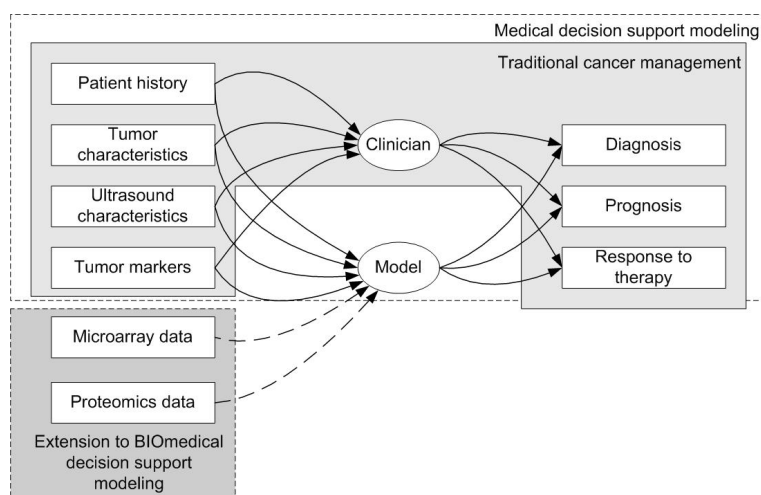 Medical decision support modeling
Traditional cancer management
Patient history
Tumor
characteristics
Ultrasound
characteristics
Tumor markers
Clinician
Model
Diagnosis
Prognosis
Response to
therapy
Microarray data
Proteomics data
Extension to BIOmedical
decision support
modeling